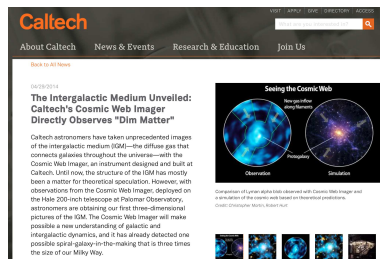 VISIT | APPLY | GIVE | DIRECTORY | ACCESS
Caltech
About Caltech News & Events Research & Education Join Us
Back to All News
04/29/2014
The Intergalactic Medium Unveiled:
Caltech's Cosmic Web Imager
Directly Observes "Dim Matter"
Caltech astronomers have taken unprecedented images
of the intergalactic medium (IGM)—the diffuse gas that
connects galaxies throughout the universe—with the
Cosmic Web Imager, an instrument designed and built at
Caltech. Until now, the structure of the IGM has mostly
been a matter for theoretical speculation. However, with
observations from the Cosmic Web Imager, deployed on
the Hale 200-inch telescope at Palomar Observatory,
astronomers are obtaining our first three-dimensional
pictures of the IGM. The Cosmic Web Imager will make
possible a new understanding of galactic and
intergalactic dynamics, and it has already detected one
possible spiral-galaxy-in-the-making that is three times
the size of our Milky Way.
Seeing the Cosmic Web
New gas inflow
along filaments
Protogalaxy
Observation Simulation
Comparison of Lyman alpha blob observed with Cosmic Web Imager and
a simulation of the cosmic web based on theoretical predictions.
Credit: Christopher Martin, Robert Hurt